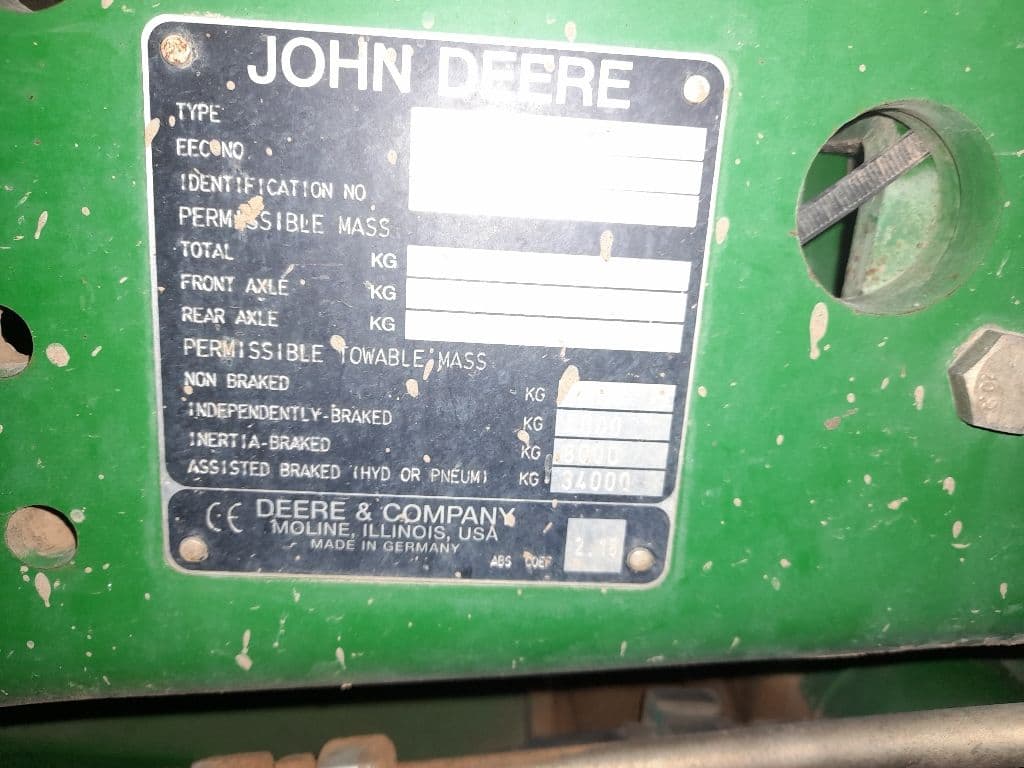 JOHN DEERE
TYPE
EEC NO
IDENTIFICATION NO
PERMISSIBLE MASS
TOTAL KG
FRONT AXLE KG
REAR AXLE KG
PERMISSIBLE TOWABLE MASS
NON BRAKED KG
INDEPENDENTLY-BRAKED KG
INERTIA-BRAKED KG 8000
ASSISTED BRAKED (HYD OR PNEUM) KG 34000
CE DEERE & COMPANY
MOLINE, ILLINOIS, USA
MADE IN GERMANY
ABS COEF